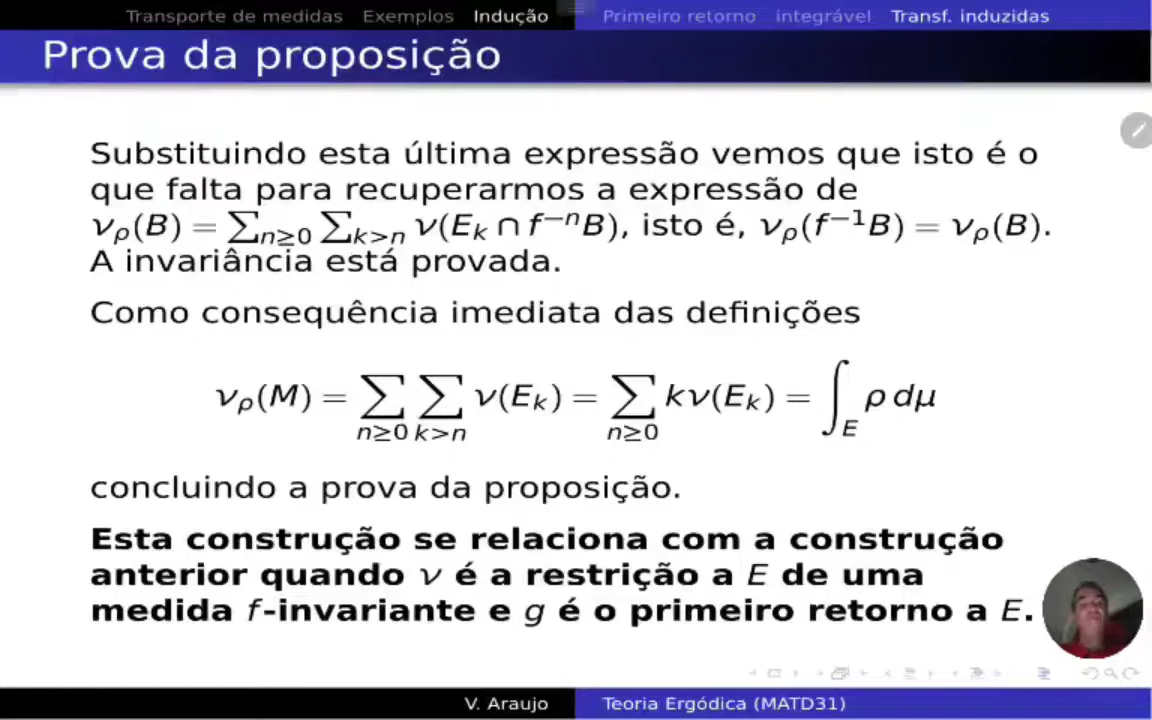 Transporte de medidas Exemplos Indução Primeiro retorno integrável Transf. induzidas
Prova da proposição
Substituindo esta última expressão vemos que isto é o
que falta para recuperarmos a expressão de
νρ(B) = ∑n≥0 ∑k>n ν(Ek ∩ f⁻ⁿB), isto é, νρ(f⁻¹B) = νρ(B).
A invariância está provada.
Como consequência imediata das definições
νρ(M) = ∑n≥0 ∑k>n ν(Ek) = ∑n≥0 kν(Ek) = ∫E ρ dμ
concluindo a prova da proposição.
Esta construção se relaciona com a construção
anterior quando ν é a restrição a E de uma
medida f-invariante e g é o primeiro retorno a E.
V. Araujo Teoria Ergódica (MATD31)